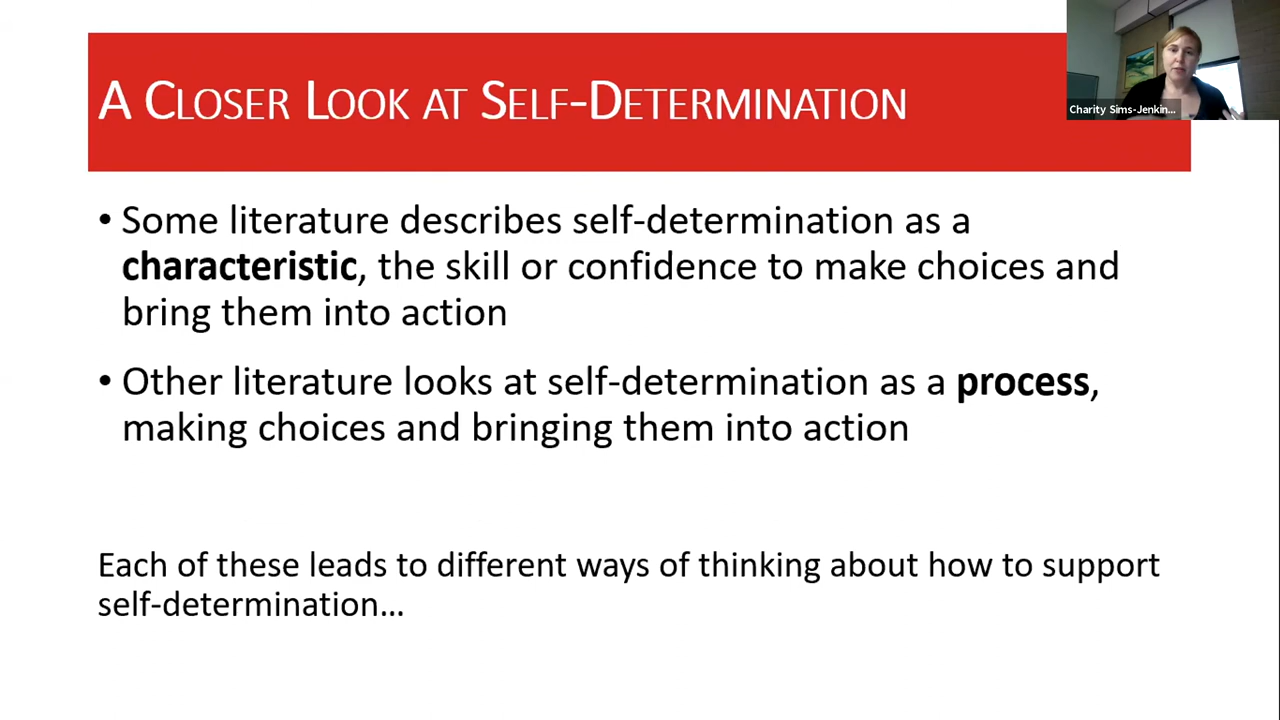 A CLOSER LOOK AT SELF-DETERMINATION
Charity Sims-Jenkin...
• Some literature describes self-determination as a
characteristic, the skill or confidence to make choices and
bring them into action
• Other literature looks at self-determination as a process,
making choices and bringing them into action
Each of these leads to different ways of thinking about how to support
self-determination...